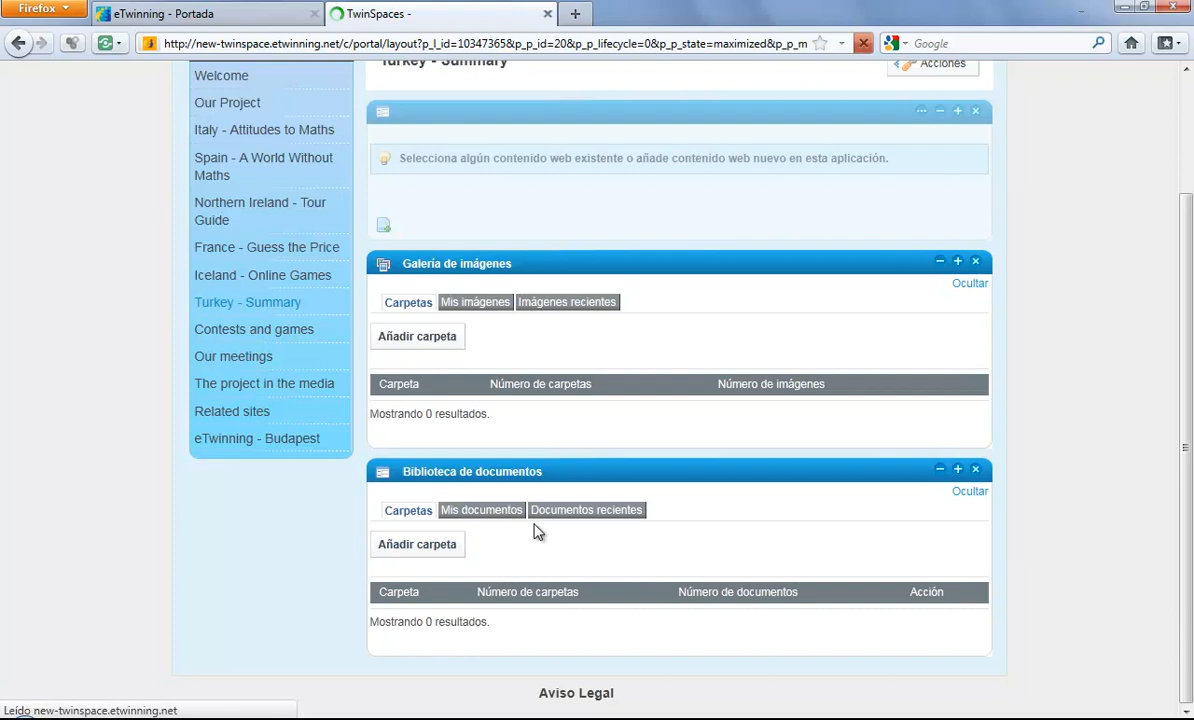 Firefox
eTwinning - Portada
TwinSpaces -
http://new-twinspace.etwinning.net/c/portal/layout?p_l_id=10347365&p_p_id=20&p_p_lifecycle=0&p_p_state=maximized&p_p_m
Google
Turkey - Summary
Acciones
Welcome
Our Project
Italy - Attitudes to Maths
Spain - A World Without
Maths
Northern Ireland - Tour
Guide
France - Guess the Price
Iceland - Online Games
Turkey - Summary
Contests and games
Our meetings
The project in the media
Related sites
eTwinning - Budapest
Selecciona algún contenido web existente o añade contenido web nuevo en esta aplicación.
Galería de imágenes
Ocultar
Carpetas Mis imágenes Imágenes recientes
Añadir carpeta
Carpeta Número de carpetas Número de imágenes
Mostrando 0 resultados.
Biblioteca de documentos
Ocultar
Carpetas Mis documentos Documentos recientes
Añadir carpeta
Carpeta Número de carpetas Número de documentos Acción
Mostrando 0 resultados.
Aviso Legal
Leído new-twinspace.etwinning.net